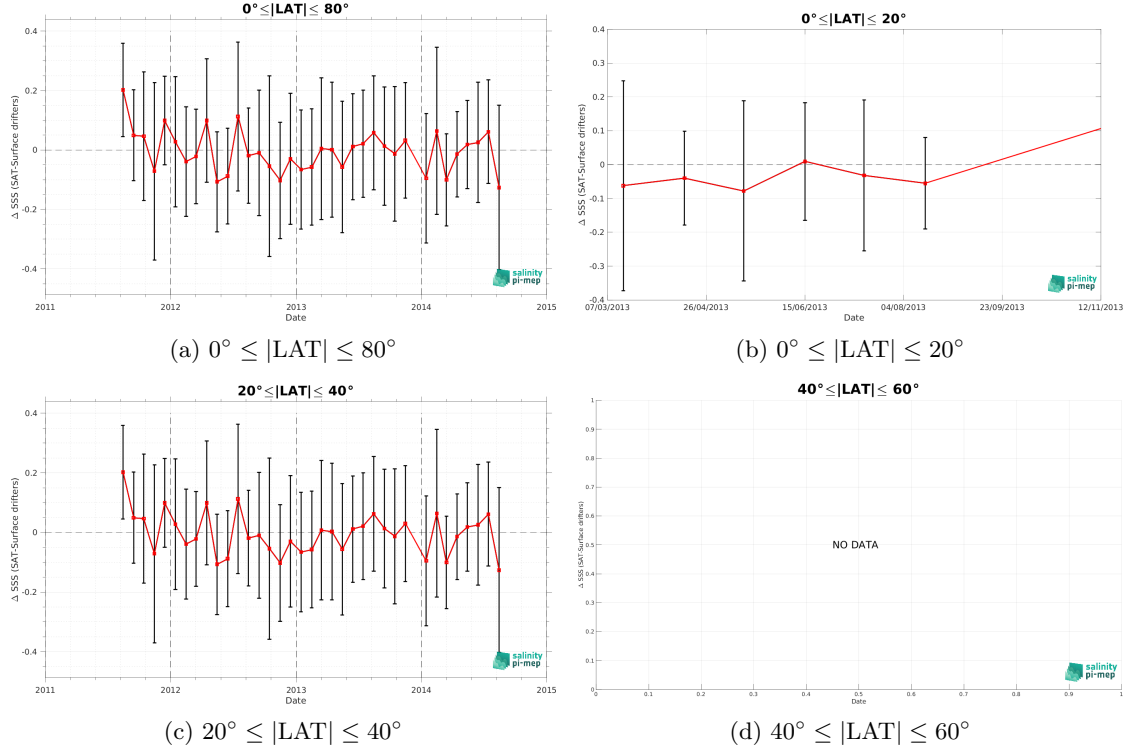 0°≤|LAT|≤ 80°
0.4
0.2
0
-0.2
-0.4
Δ SSS (SAT-Surface drifters)
2011
2012
2013
2014
2015
Date
salinity
pi-mep
(a) 0° ≤ |LAT| ≤ 80°
0°≤|LAT|≤ 20°
0.4
0.3
0.2
0.1
0
-0.1
-0.2
-0.3
-0.4
Δ SSS (SAT-Surface drifters)
07/03/2013
26/04/2013
15/06/2013
04/08/2013
23/09/2013
12/11/2013
Date
salinity
pi-mep
(b) 0° ≤ |LAT| ≤ 20°
20°≤|LAT|≤ 40°
0.4
0.2
0
-0.2
-0.4
Δ SSS (SAT-Surface drifters)
2011
2012
2013
2014
2015
Date
salinity
pi-mep
(c) 20° ≤ |LAT| ≤ 40°
40°≤|LAT|≤ 60°
1
0.9
0.8
0.7
0.6
0.5
0.4
0.3
0.2
0.1
0
Δ SSS (SAT-Surface drifters)
NO DATA
0
0.1
0.2
0.3
0.4
0.5
0.6
0.7
0.8
0.9
1
Date
salinity
pi-mep
(d) 40° ≤ |LAT| ≤ 60°